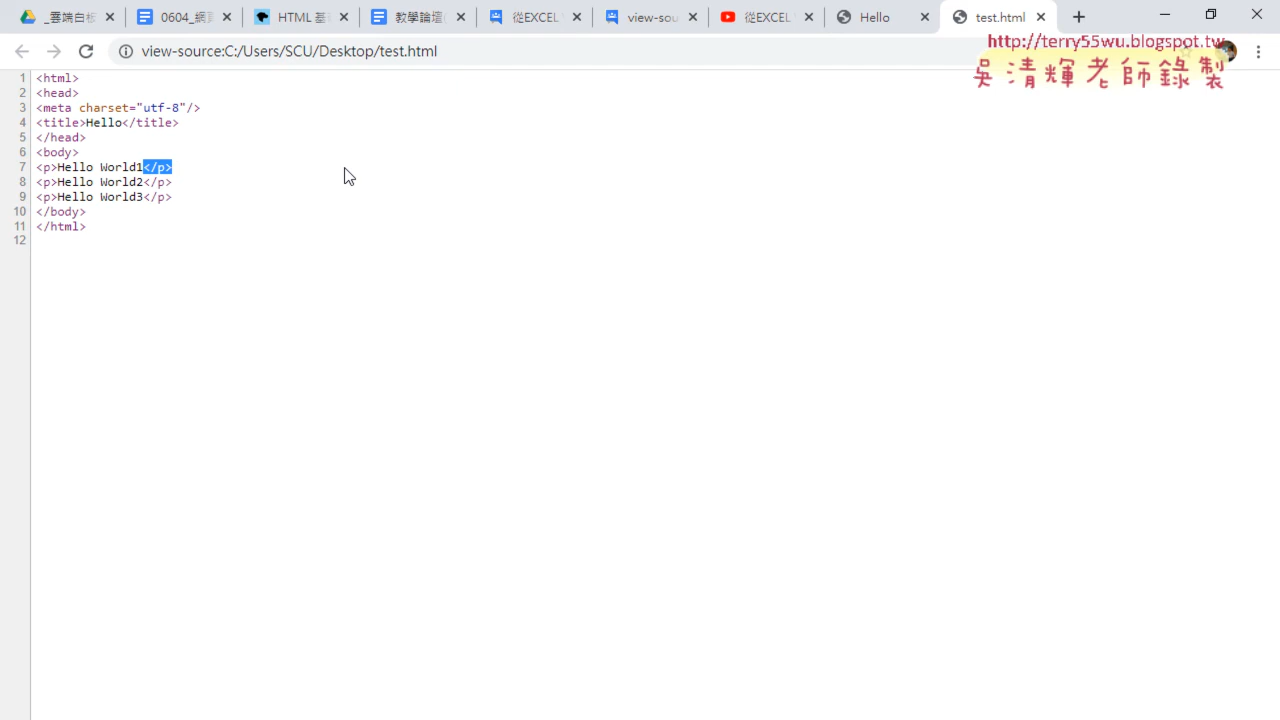 _雲端白板
0604_網
HTML 基
教學論壇
從EXCEL
view-sou
從EXCEL
Hello
test.html
view-source:C:/Users/SCU/Desktop/test.html
http://terry55wu.blogspot.tw
吳清輝老師錄製
1 <html>
2 <head>
3 <meta charset="utf-8"/>
4 <title>Hello</title>
5 </head>
6 <body>
7 <p>Hello World1</p>
8 <p>Hello World2</p>
9 <p>Hello World3</p>
10 </body>
11 </html>
12